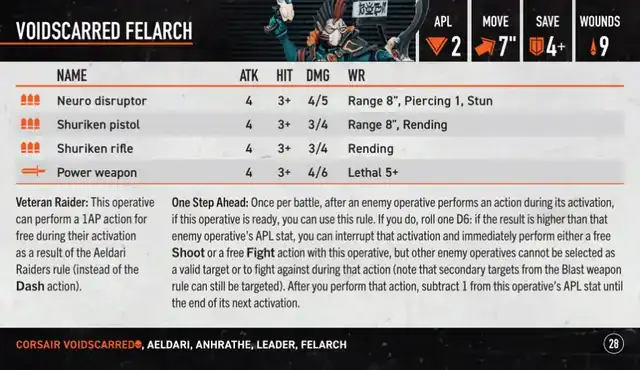 VOIDSCARRED FELARCH
APL MOVE SAVE WOUNDS
2 7" 4+ 9
NAME ATK HIT DMG WR
Neuro disruptor 4 3+ 4/5 Range 8", Piercing 1, Stun
Shuriken pistol 4 3+ 3/4 Range 8", Rending
Shuriken rifle 4 3+ 3/4 Rending
Power weapon 4 3+ 4/6 Lethal 5+
Veteran Raider: This operative
can perform a 1AP action for
free during their activation
as a result of the Aeldari
Raiders rule (instead of the
Dash action).
One Step Ahead: Once per battle, after an enemy operative performs an action during its activation,
if this operative is ready, you can use this rule. If you do, roll one D6: if the result is higher than that
enemy operative's APL stat, you can interrupt that activation and immediately perform either a free
Shoot or a free Fight action with this operative, but other enemy operatives cannot be selected as
a valid target or to fight against during that action (note that secondary targets from the Blast weapon
rule can still be targeted). After you perform that action, subtract 1 from this operative's APL stat until
the end of its next activation.
CORSAIR VOIDSCARRED, AELDARI, ANHRATHE, LEADER, FELARCH
28